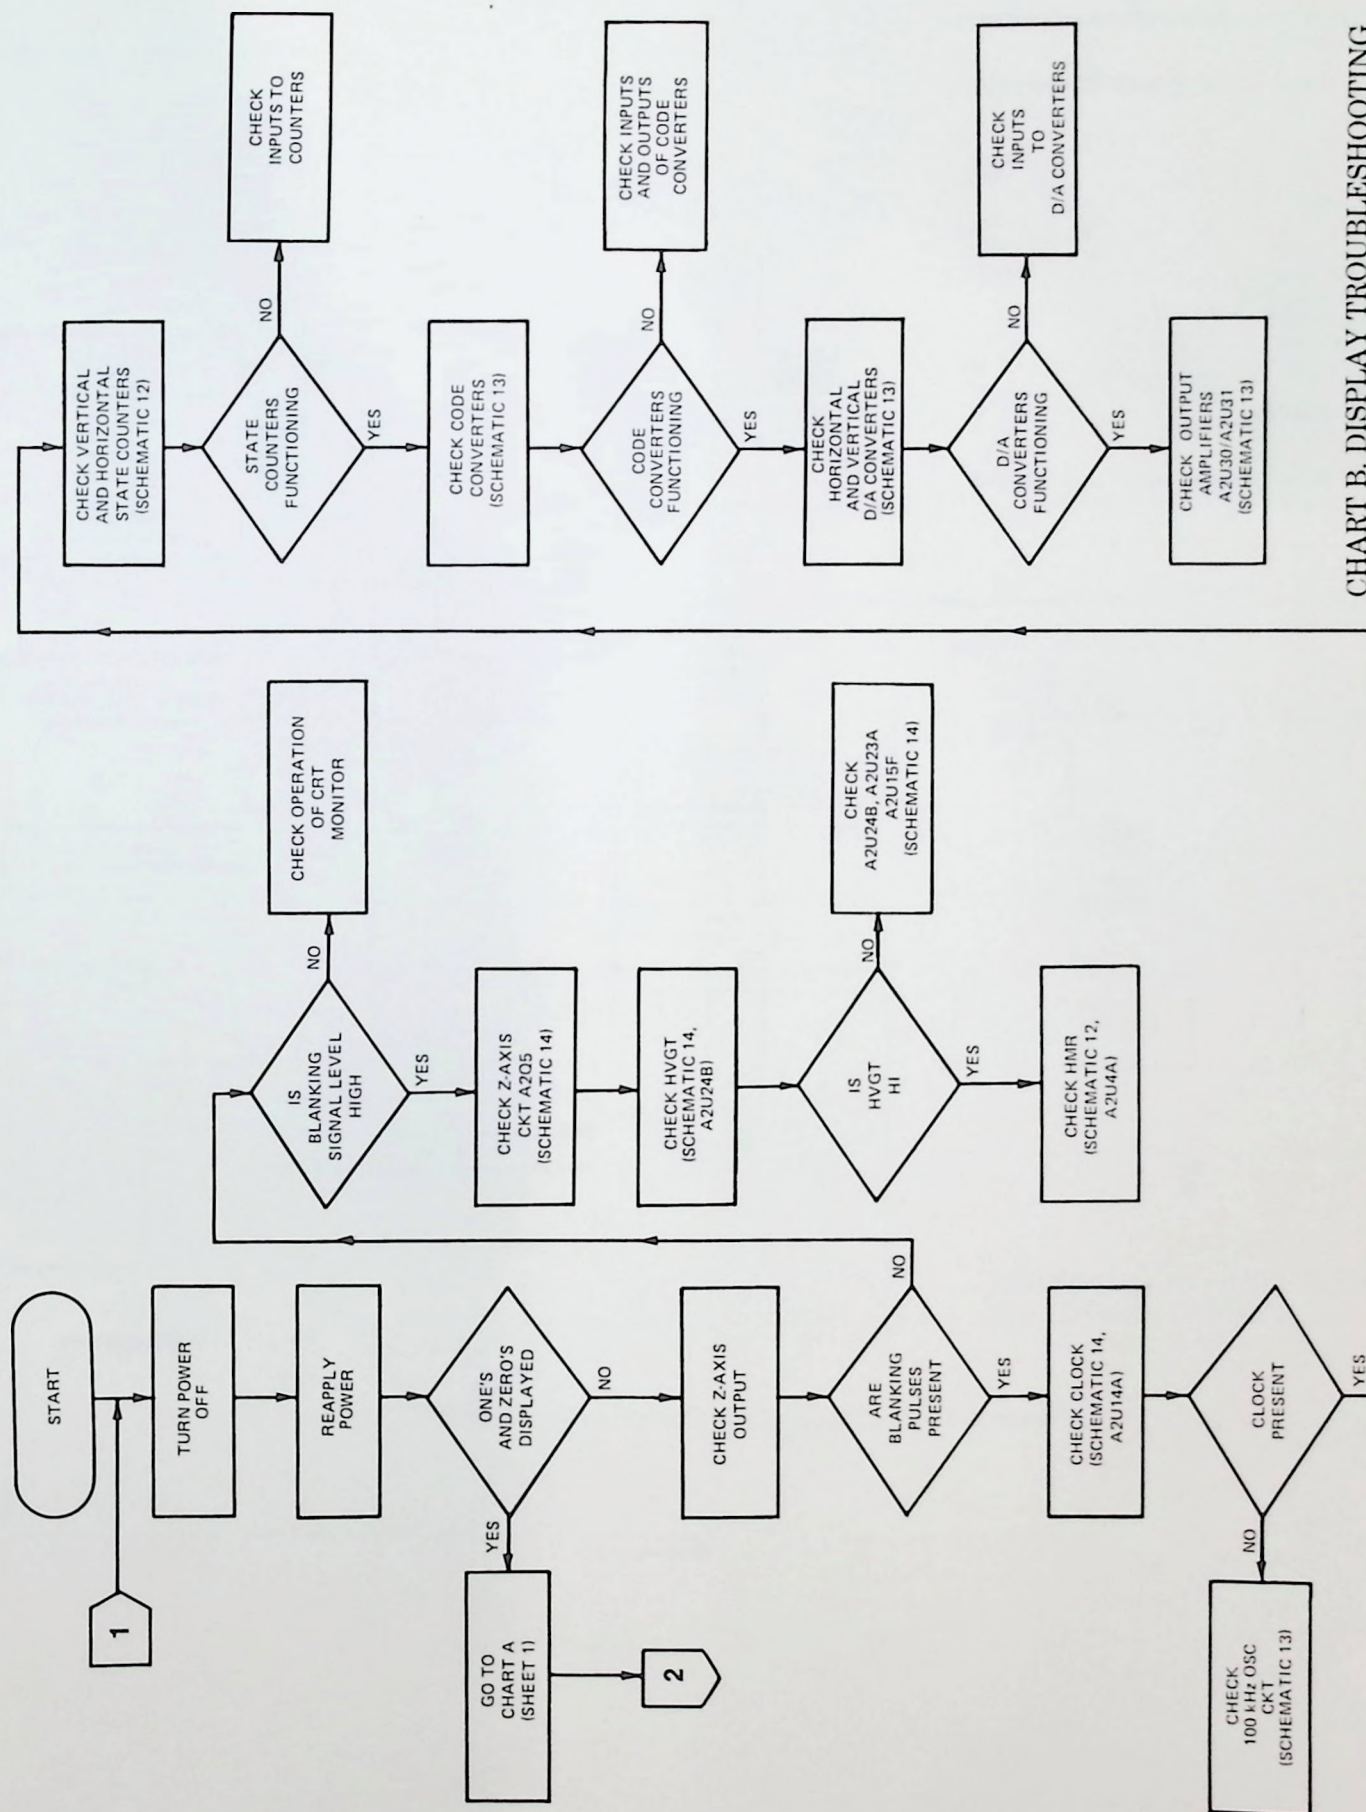 START
1
TURN POWER
OFF
REAPPLY
POWER
ONE'S
AND ZERO'S
DISPLAYED
YES
NO
GO TO
CHART A
(SHEET 1)
2
CHECK Z-AXIS
OUTPUT
ARE
BLANKING
PULSES
PRESENT
NO
YES
CHECK CLOCK
(SCHEMATIC 14,
A2U14A)
CLOCK
PRESENT
NO
YES
CHECK
100 kHz OSC
CKT
(SCHEMATIC 13)
IS
BLANKING
SIGNAL LEVEL
HIGH
NO
YES
CHECK OPERATION
OF CRT
MONITOR
CHECK Z-AXIS
CKT A2Q5
(SCHEMATIC 14)
CHECK HVGT
(SCHEMATIC 14,
A2U24B)
IS
HVGT
HI
NO
YES
CHECK
A2U24B, A2U23A
A2U15F
(SCHEMATIC 14)
CHECK HMR
(SCHEMATIC 12,
A2U4A)
CHECK VERTICAL
AND HORIZONTAL
STATE COUNTERS
(SCHEMATIC 12)
STATE
COUNTERS
FUNCTIONING
NO
YES
CHECK
INPUTS TO
COUNTERS
CHECK CODE
CONVERTERS
(SCHEMATIC 13)
CODE
CONVERTERS
FUNCTIONING
NO
YES
CHECK INPUTS
AND OUTPUTS
OF CODE
CONVERTERS
CHECK
HORIZONTAL
AND VERTICAL
D/A CONVERTERS
(SCHEMATIC 13)
D/A
CONVERTERS
FUNCTIONING
NO
YES
CHECK
INPUTS
TO
D/A CONVERTERS
CHECK OUTPUT
AMPLIFIERS
A2U30/A2U31
(SCHEMATIC 13)
CHART B. DISPLAY TROUBLESHOOTING